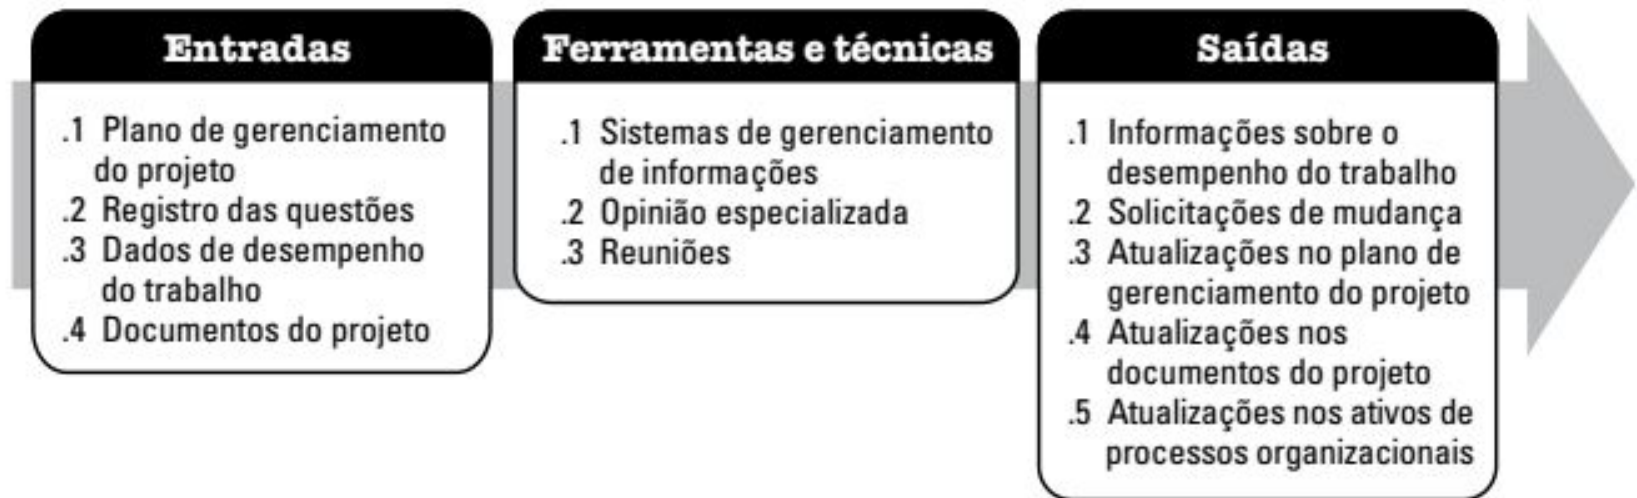 Entradas
.1 Plano de gerenciamento
do projeto
.2 Registro das questões
.3 Dados de desempenho
do trabalho
.4 Documentos do projeto
Ferramentas e técnicas
.1 Sistemas de gerenciamento
de informações
.2 Opinião especializada
.3 Reuniões
Saídas
.1 Informações sobre o
desempenho do trabalho
.2 Solicitações de mudança
.3 Atualizações no plano de
gerenciamento do projeto
.4 Atualizações nos
documentos do projeto
.5 Atualizações nos ativos de
processos organizacionais